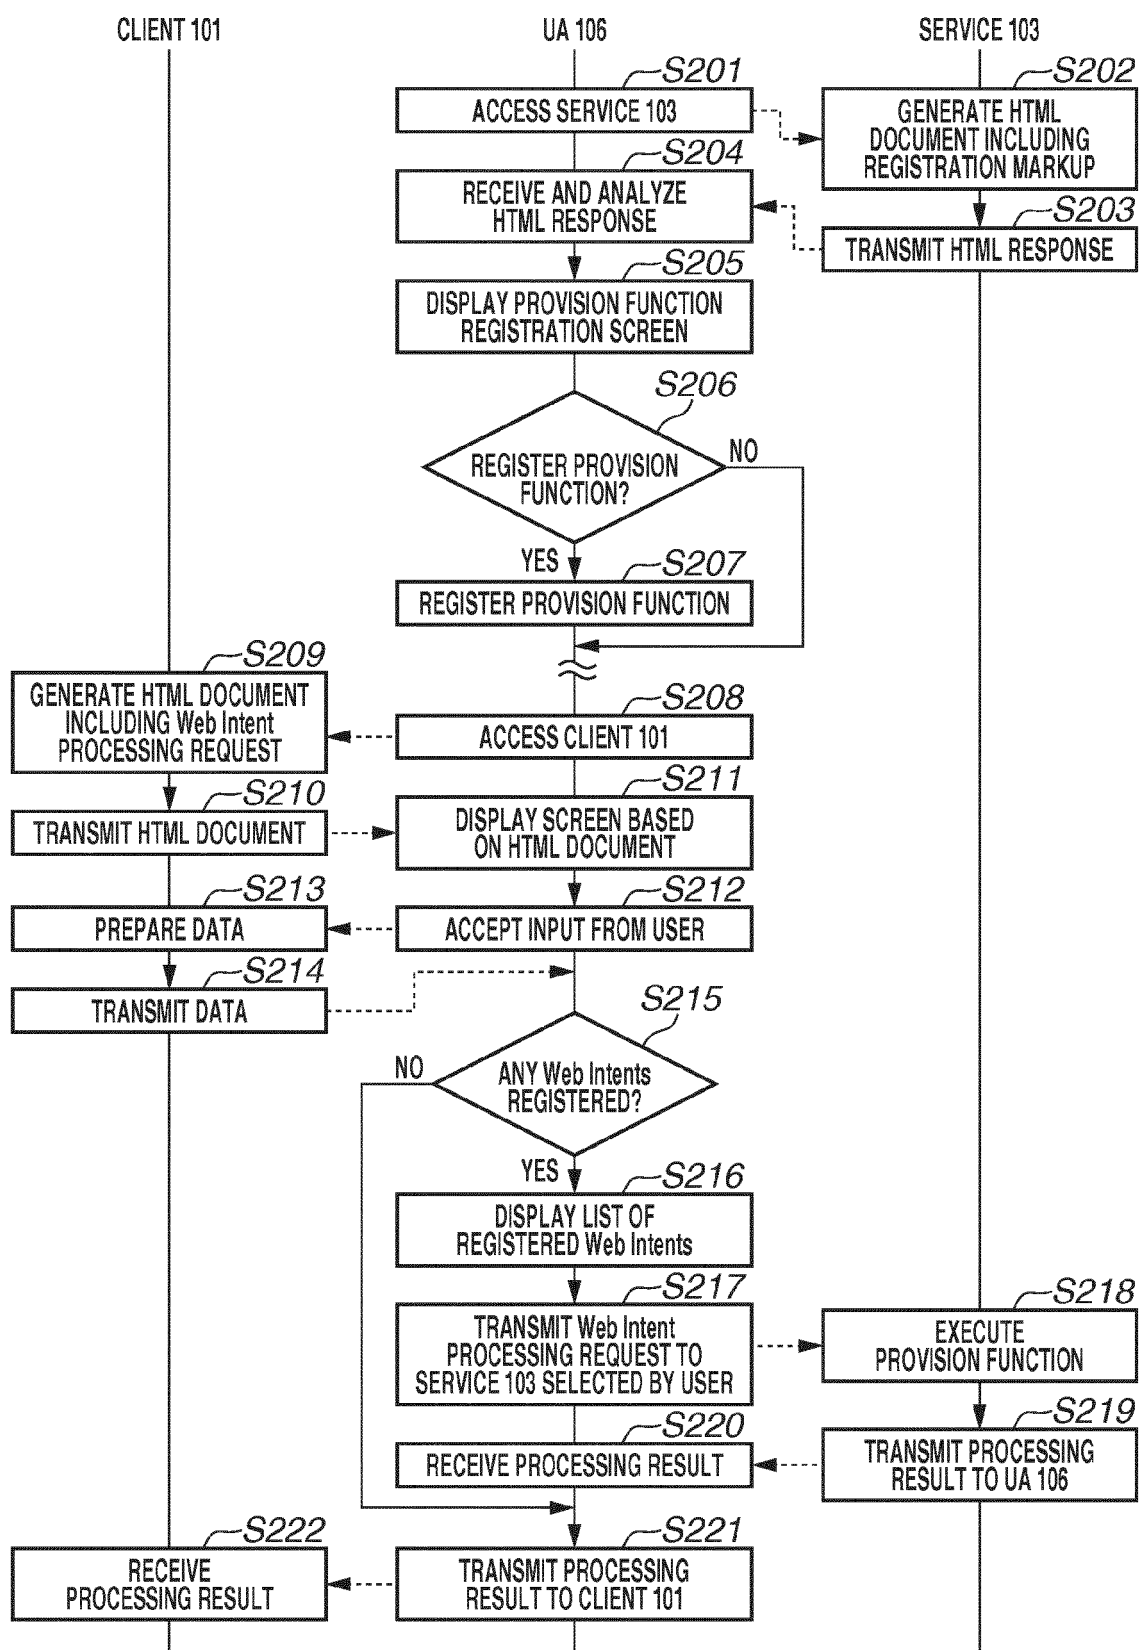 CLIENT 101
UA 106
SERVICE 103
S201
ACCESS SERVICE 103
S202
GENERATE HTML
DOCUMENT INCLUDING
REGISTRATION MARKUP
S204
RECEIVE AND ANALYZE
HTML RESPONSE
S203
TRANSMIT HTML RESPONSE
S205
DISPLAY PROVISION FUNCTION
REGISTRATION SCREEN
S206
REGISTER PROVISION
FUNCTION?
NO
YES
S207
REGISTER PROVISION FUNCTION
S209
GENERATE HTML DOCUMENT
INCLUDING Web Intent
PROCESSING REQUEST
S208
ACCESS CLIENT 101
S210
TRANSMIT HTML DOCUMENT
S211
DISPLAY SCREEN BASED
ON HTML DOCUMENT
S213
PREPARE DATA
S212
ACCEPT INPUT FROM USER
S214
TRANSMIT DATA
S215
ANY Web Intents
REGISTERED?
NO
YES
S216
DISPLAY LIST OF
REGISTERED Web Intents
S217
TRANSMIT Web Intent
PROCESSING REQUEST TO
SERVICE 103 SELECTED BY USER
S218
EXECUTE
PROVISION FUNCTION
S220
RECEIVE PROCESSING RESULT
S219
TRANSMIT PROCESSING
RESULT TO UA 106
S222
RECEIVE
PROCESSING RESULT
S221
TRANSMIT PROCESSING
RESULT TO CLIENT 101